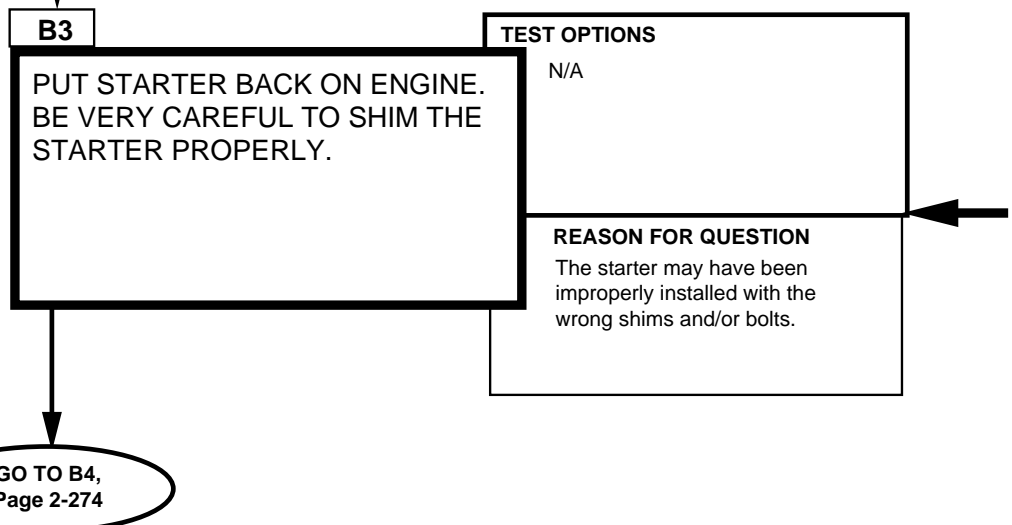 B3
PUT STARTER BACK ON ENGINE.
BE VERY CAREFUL TO SHIM THE
STARTER PROPERLY.
TEST OPTIONS
N/A
REASON FOR QUESTION
The starter may have been
improperly installed with the
wrong shims and/or bolts.
GO TO B4,
Page 2-274